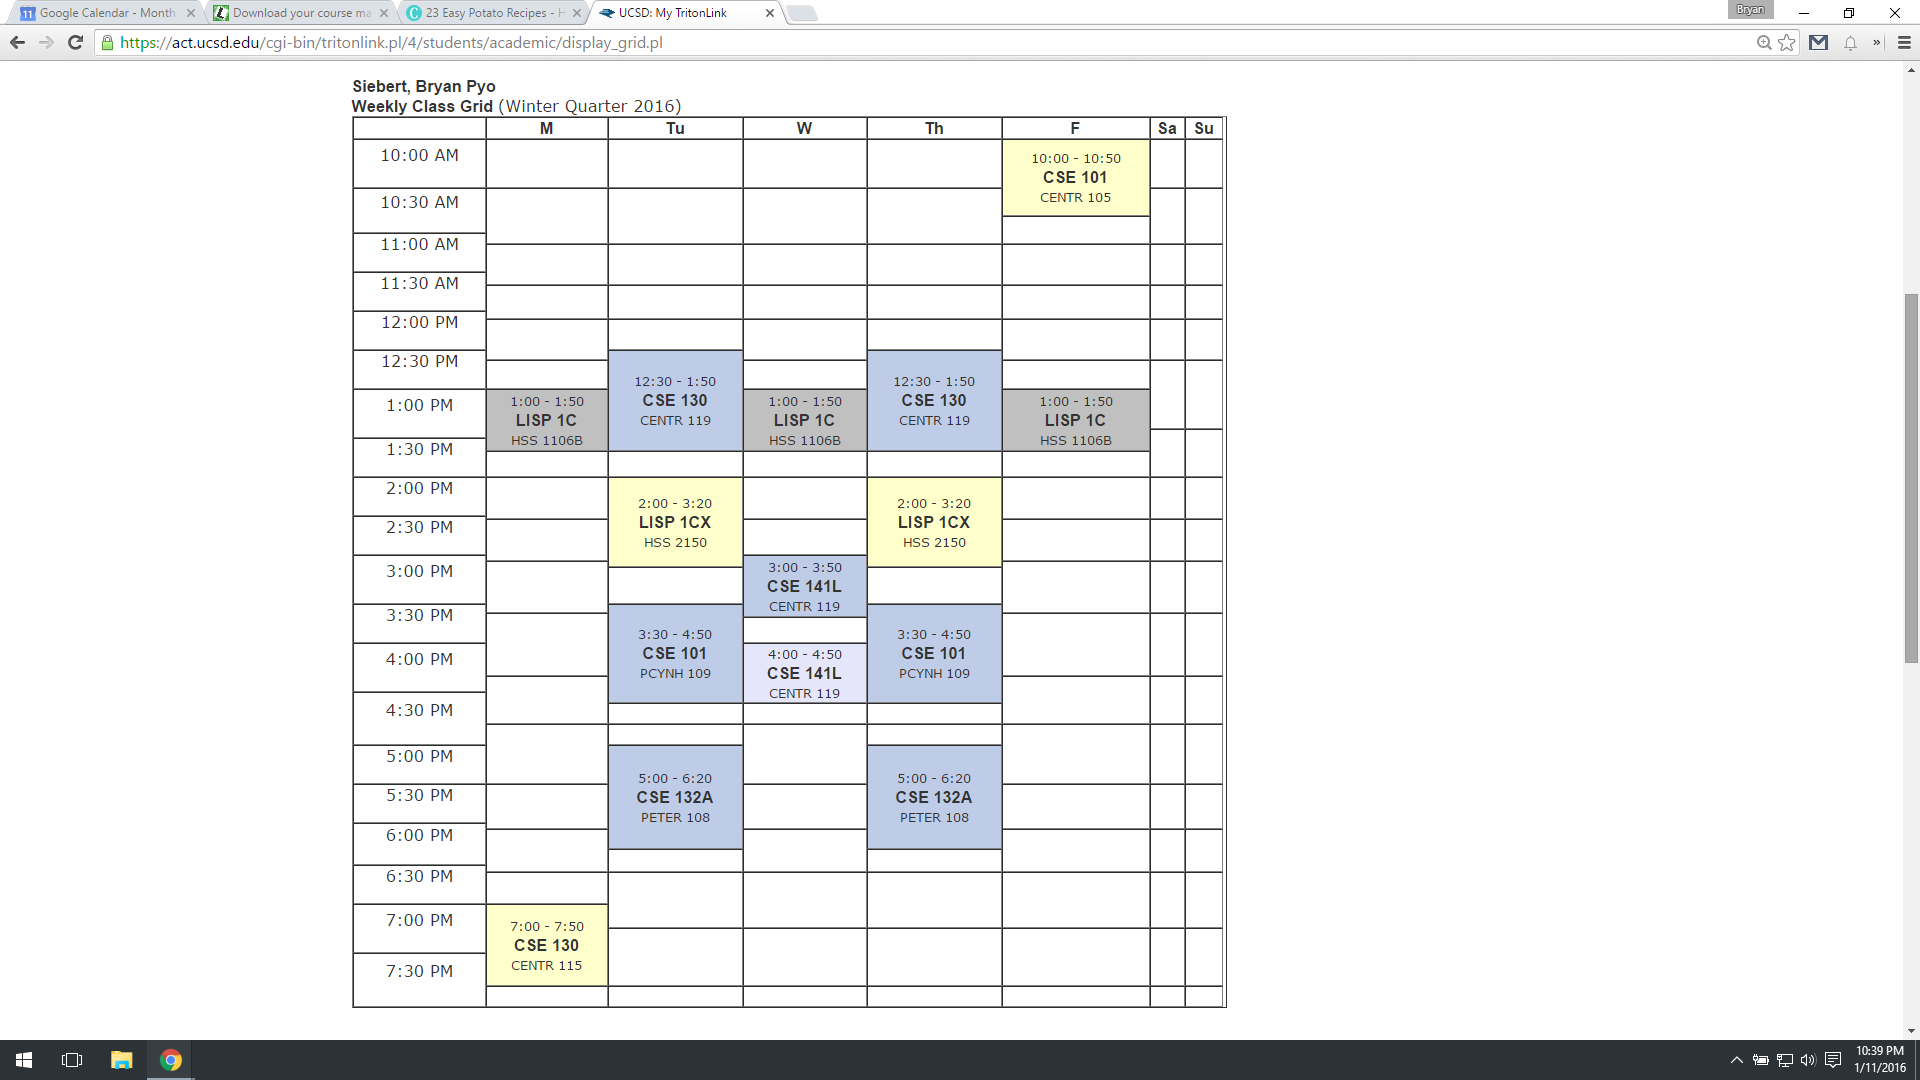 Google Calendar - Month
Download your course ma
23 Easy Potato Recipes - H
UCSD: My TritonLink
Bryan
https://act.ucsd.edu/cgi-bin/tritonlink.pl/4/students/academic/display_grid.pl
Siebert, Bryan Pyo
Weekly Class Grid (Winter Quarter 2016)
M Tu W Th F Sa Su
10:00 AM
10:00 - 10:50
CSE 101
CENTR 105
10:30 AM
11:00 AM
11:30 AM
12:00 PM
12:30 PM
12:30 - 1:50
CSE 130
CENTR 119
12:30 - 1:50
CSE 130
CENTR 119
1:00 PM
1:00 - 1:50
LISP 1C
HSS 1106B
1:00 - 1:50
LISP 1C
HSS 1106B
1:00 - 1:50
LISP 1C
HSS 1106B
1:30 PM
2:00 PM
2:00 - 3:20
LISP 1CX
HSS 2150
2:00 - 3:20
LISP 1CX
HSS 2150
2:30 PM
3:00 PM
3:00 - 3:50
CSE 141L
CENTR 119
3:30 PM
3:30 - 4:50
CSE 101
PCYNH 109
3:30 - 4:50
CSE 101
PCYNH 109
4:00 PM
4:00 - 4:50
CSE 141L
CENTR 119
4:30 PM
5:00 PM
5:00 - 6:20
CSE 132A
PETER 108
5:00 - 6:20
CSE 132A
PETER 108
5:30 PM
6:00 PM
6:30 PM
7:00 PM
7:00 - 7:50
CSE 130
CENTR 115
7:30 PM
10:39 PM
1/11/2016